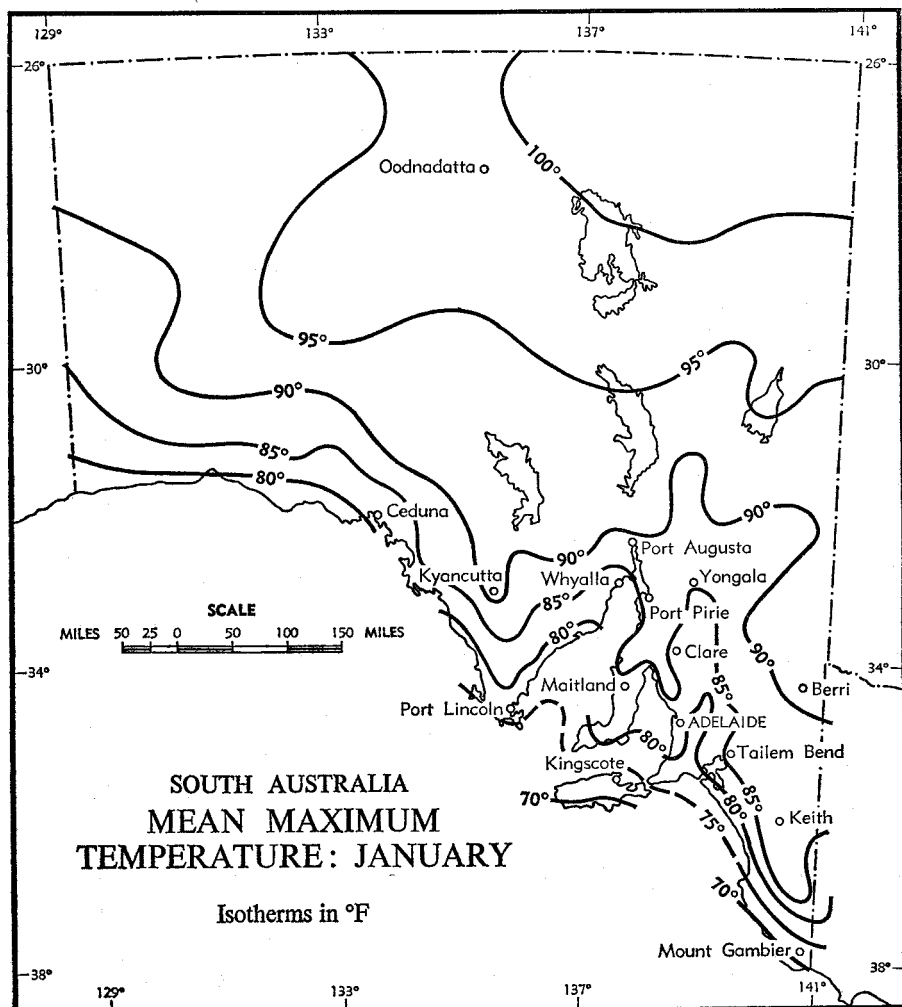 129°
133°
137°
141°
26°
26°
Oodnadatta
100°
95°
95°
30°
30°
90°
85°
80°
Ceduna
90°
90°
Port Augusta
Kyancutta
Whyalla
Yongala
85°
Port Pirie
SCALE
MILES 50 25 0 50 100 150 MILES
80°
Clare
34°
34°
90°
Maitland
85°
Berri
Port Lincoln
ADELAIDE
80°
Tailem Bend
Kingscote
SOUTH AUSTRALIA
MEAN MAXIMUM
TEMPERATURE: JANUARY
Isotherms in °F
70°
85°
80°
75°
Keith
70°
Mount Gambier
38°
38°
129°
133°
137°
141°